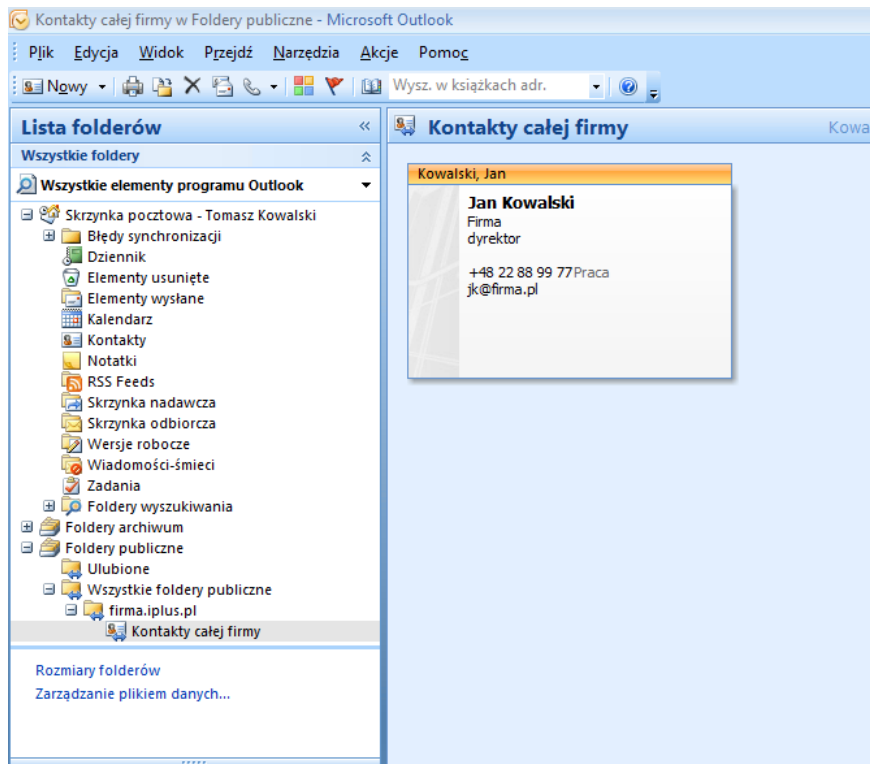 Kontakty całej firmy w Foldery publiczne - Microsoft Outlook
Plik Edycja Widok Przejdź Narzędzia Akcje Pomoc
Nowy Wysz. w książkach adr.
Lista folderów
Wszystkie foldery
Wszystkie elementy programu Outlook
Skrzynka pocztowa - Tomasz Kowalski
Błędy synchronizacji
Dziennik
Elementy usunięte
Elementy wysłane
Kalendarz
Kontakty
Notatki
RSS Feeds
Skrzynka nadawcza
Skrzynka odbiorcza
Wersje robocze
Wiadomości-śmieci
Zadania
Foldery wyszukiwania
Foldery archiwum
Foldery publiczne
Ulubione
Wszystkie foldery publiczne
firma.iplus.pl
Kontakty całej firmy
Rozmiary folderów
Zarządzanie plikiem danych...
Kontakty całej firmy Kowa
Kowalski, Jan
Jan Kowalski
Firma
dyrektor
+48 22 88 99 77 Praca
jk@firma.pl